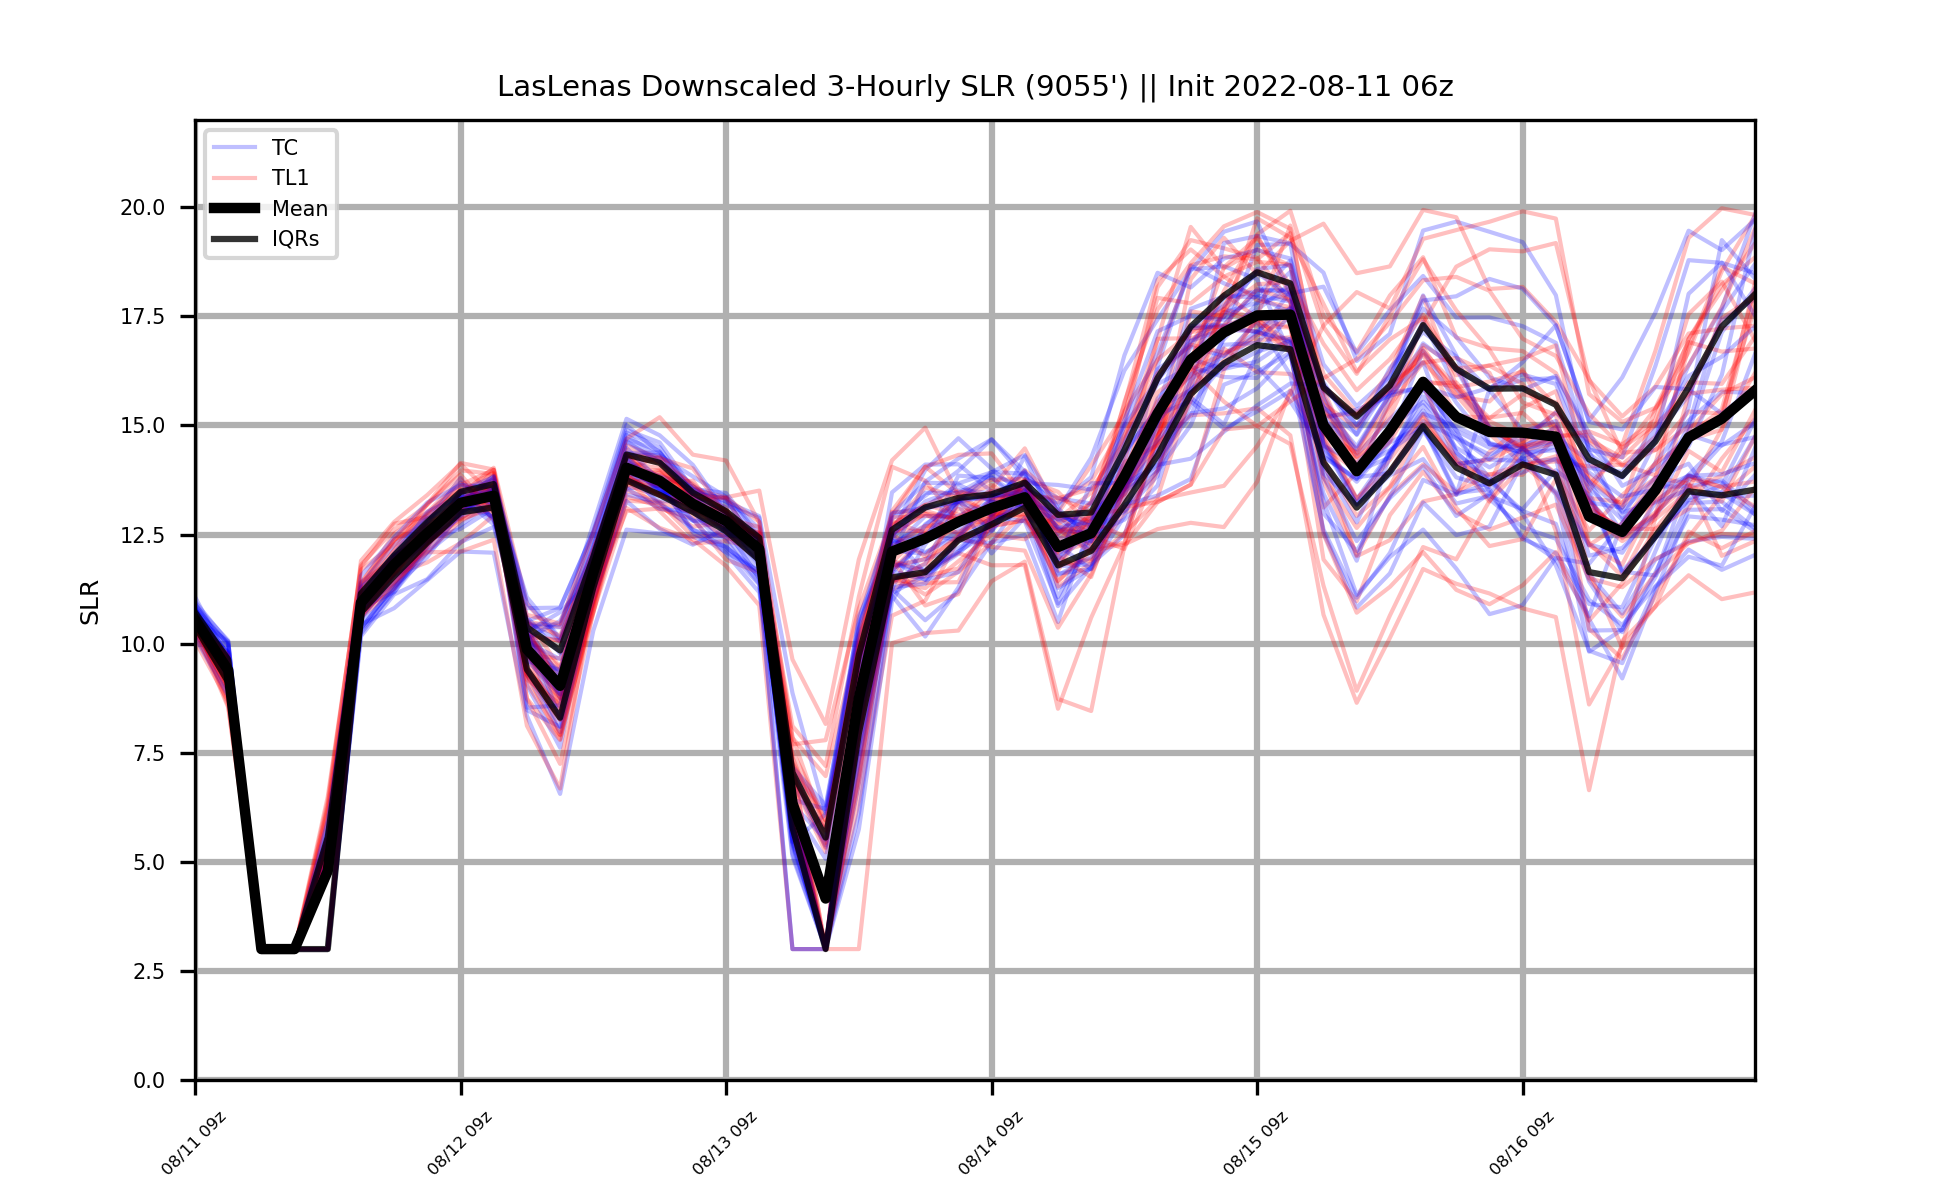 LasLenas Downscaled 3-Hourly SLR (9055') || Init 2022-08-11 06z
TC
TL1
Mean
IQRs
SLR
20.0
17.5
15.0
12.5
10.0
7.5
5.0
2.5
0.0
08/11 09z
08/12 09z
08/13 09z
08/14 09z
08/15 09z
08/16 09z